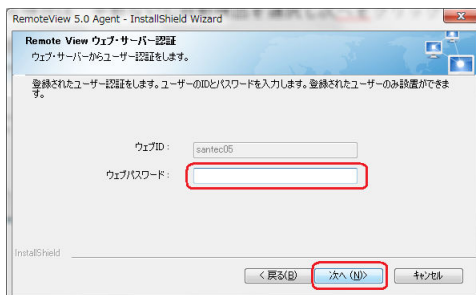 RemoteView 5.0 Agent - InstallShield Wizard
Remote View ウェブ・サーバー認証
ウェブ・サーバーからユーザー認証をします。
登録されたユーザー認証をします。ユーザーのIDとパスワードを入力します。登録されたユーザーのみ設置ができま
す。
ウェブID :
santec05
ウェブパスワード :
InstallShield
< 戻る(B)
次へ (N)>
キャンセル